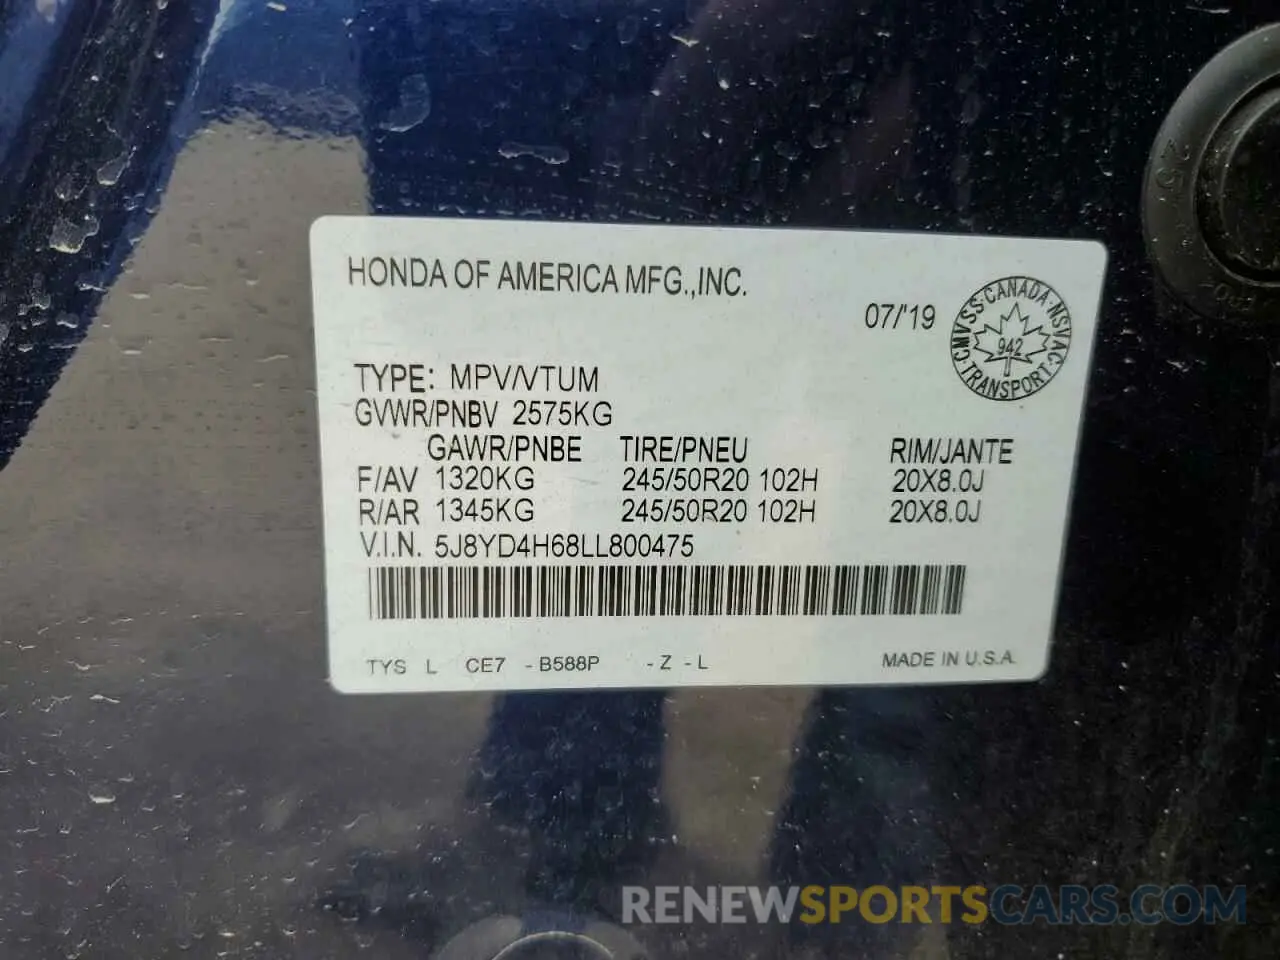 HONDA OF AMERICA MFG.,INC.
07/'19
CMVSS·CANADA·NSVAC·TRANSPORT·
942
TYPE: MPV/VTUM
GVWR/PNBV 2575KG
GAWR/PNBE TIRE/PNEU RIM/JANTE
F/AV 1320KG 245/50R20 102H 20X8.0J
R/AR 1345KG 245/50R20 102H 20X8.0J
V.I.N. 5J8YD4H68LL800475
TYS L CE7 -B588P -Z -L MADE IN U.S.A.
RENEWSPORTSCARS.COM